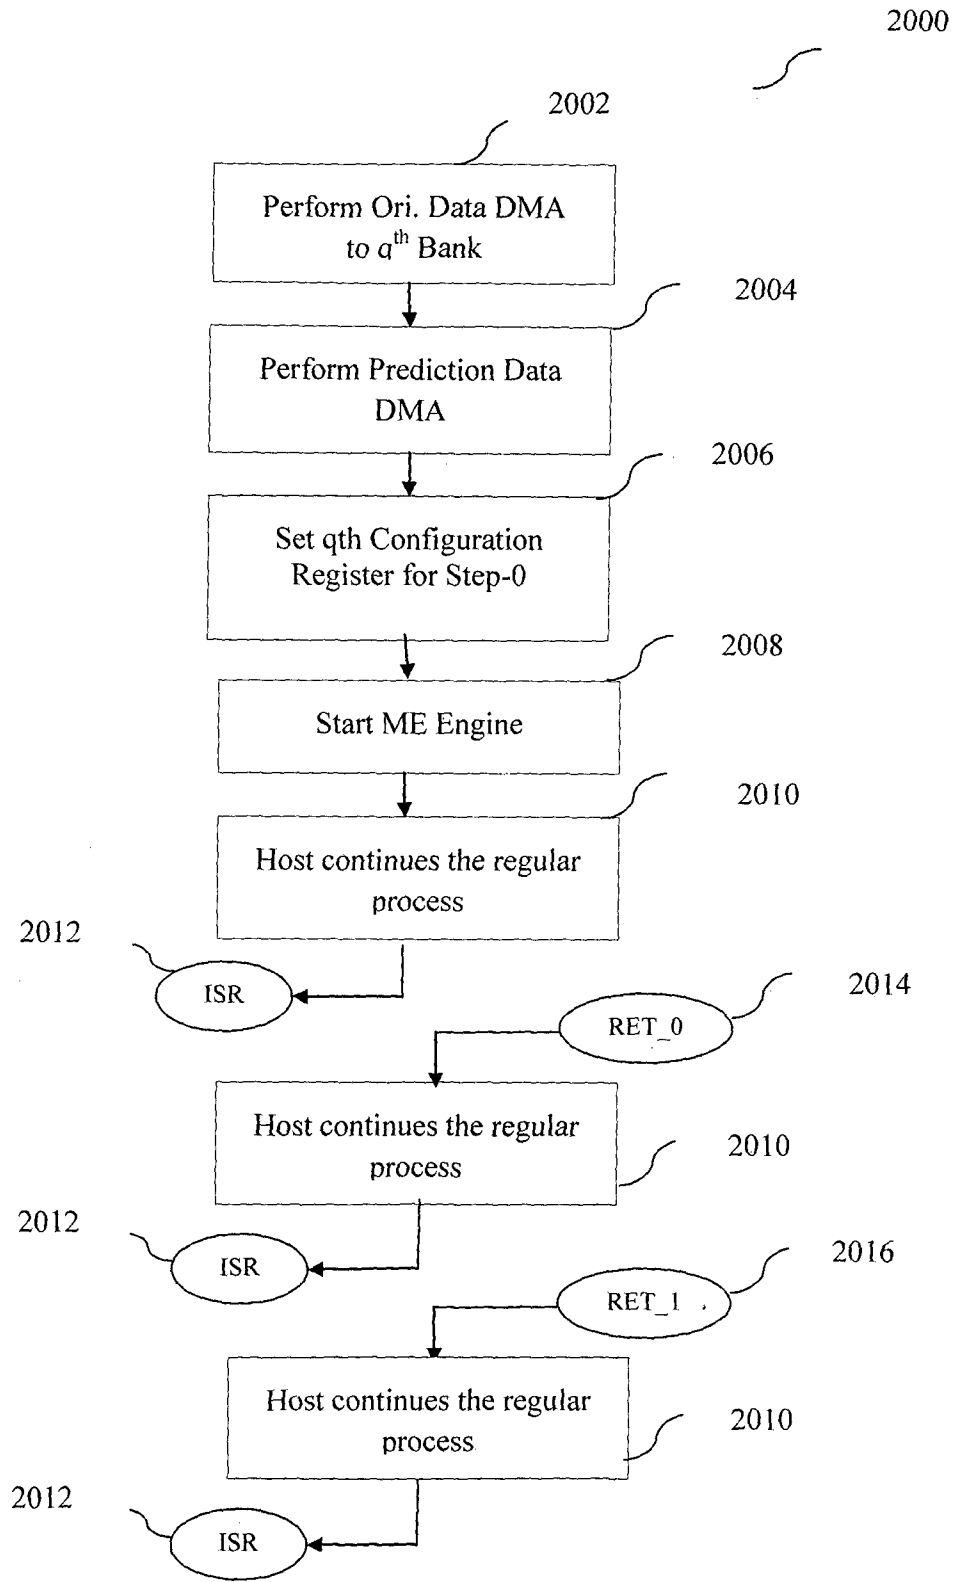 2000
2002
Perform Ori. Data DMA
to qth Bank
2004
Perform Prediction Data
DMA
2006
Set qth Configuration
Register for Step-0
2008
Start ME Engine
2010
Host continues the regular
process
2012
ISR
2014
RET_0
Host continues the regular
process
2010
2012
ISR
2016
RET_1
Host continues the regular
process
2010
2012
ISR